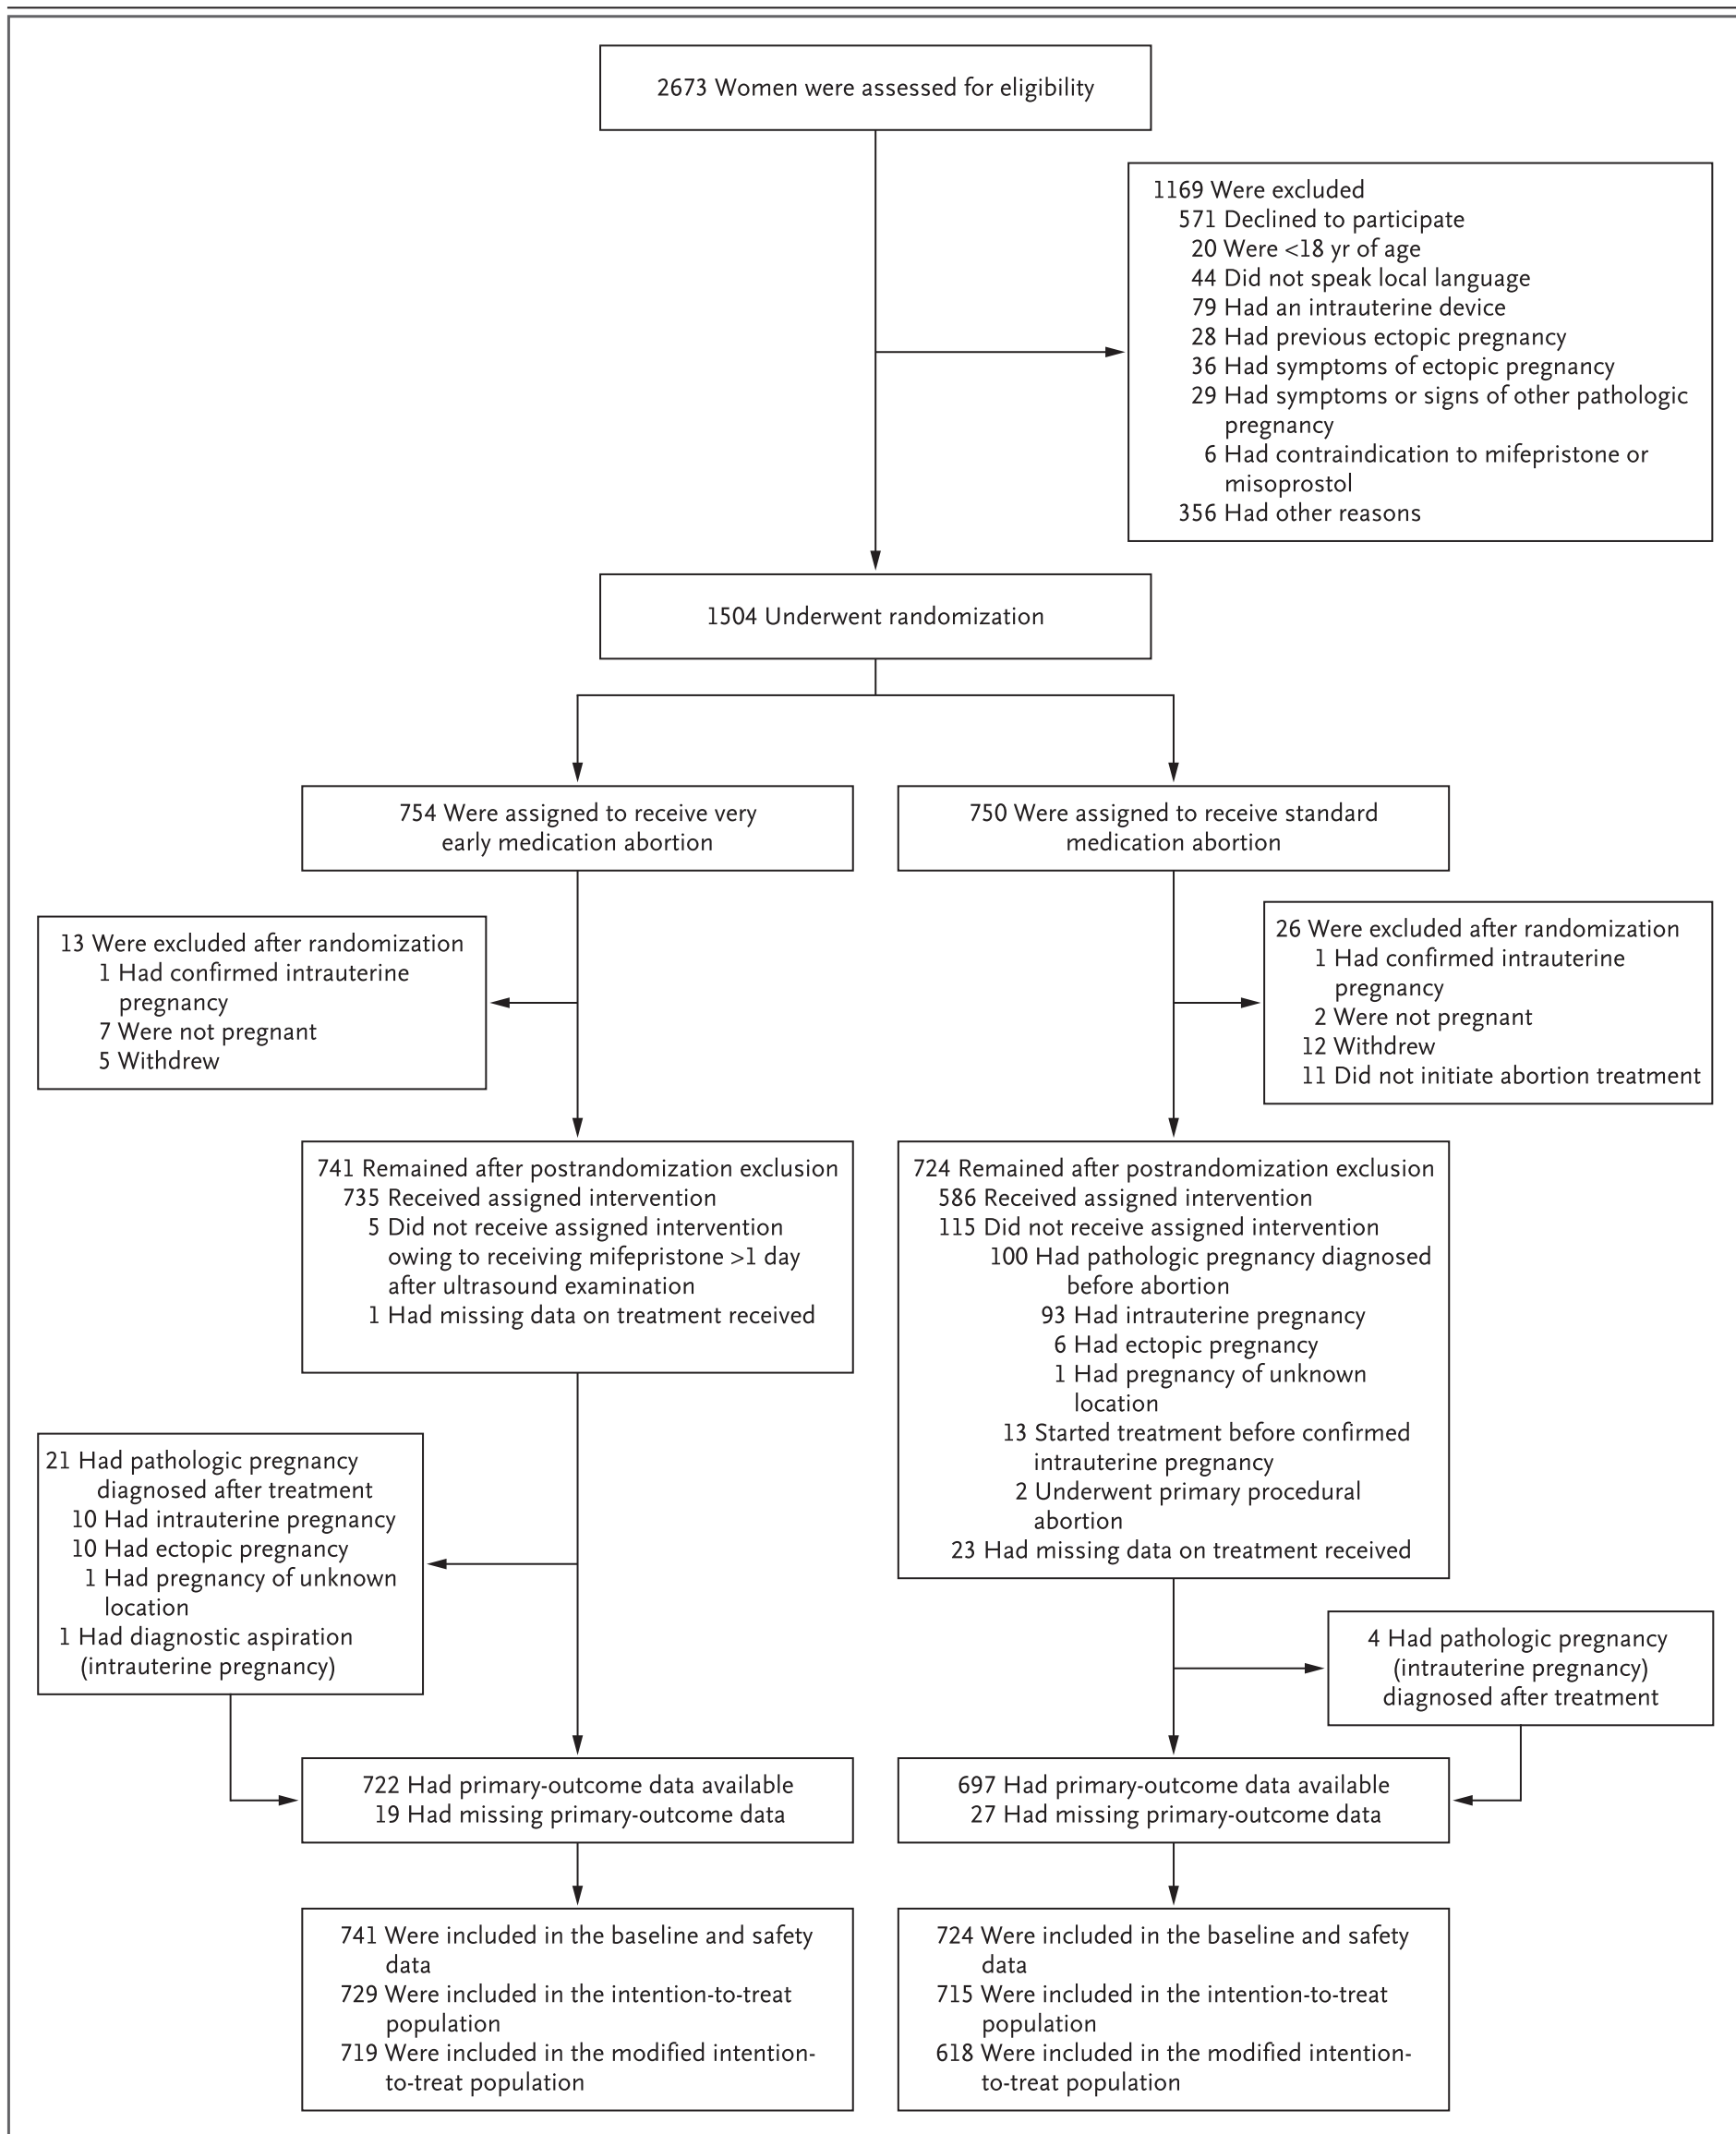 2673 Women were assessed for eligibility
1169 Were excluded
571 Declined to participate
20 Were <18 yr of age
44 Did not speak local language
79 Had an intrauterine device
28 Had previous ectopic pregnancy
36 Had symptoms of ectopic pregnancy
29 Had symptoms or signs of other pathologic
pregnancy
6 Had contraindication to mifepristone or
misoprostol
356 Had other reasons
1504 Underwent randomization
754 Were assigned to receive very
early medication abortion
750 Were assigned to receive standard
medication abortion
13 Were excluded after randomization
1 Had confirmed intrauterine
pregnancy
7 Were not pregnant
5 Withdrew
26 Were excluded after randomization
1 Had confirmed intrauterine
pregnancy
2 Were not pregnant
12 Withdrew
11 Did not initiate abortion treatment
741 Remained after postrandomization exclusion
735 Received assigned intervention
5 Did not receive assigned intervention
owing to receiving mifepristone >1 day
after ultrasound examination
1 Had missing data on treatment received
724 Remained after postrandomization exclusion
586 Received assigned intervention
115 Did not receive assigned intervention
100 Had pathologic pregnancy diagnosed
before abortion
93 Had intrauterine pregnancy
6 Had ectopic pregnancy
1 Had pregnancy of unknown
location
13 Started treatment before confirmed
intrauterine pregnancy
2 Underwent primary procedural
abortion
23 Had missing data on treatment received
21 Had pathologic pregnancy
diagnosed after treatment
10 Had intrauterine pregnancy
10 Had ectopic pregnancy
1 Had pregnancy of unknown
location
1 Had diagnostic aspiration
(intrauterine pregnancy)
4 Had pathologic pregnancy
(intrauterine pregnancy)
diagnosed after treatment
722 Had primary-outcome data available
19 Had missing primary-outcome data
697 Had primary-outcome data available
27 Had missing primary-outcome data
741 Were included in the baseline and safety
data
729 Were included in the intention-to-treat
population
719 Were included in the modified intention-
to-treat population
724 Were included in the baseline and safety
data
715 Were included in the intention-to-treat
population
618 Were included in the modified intention-
to-treat population